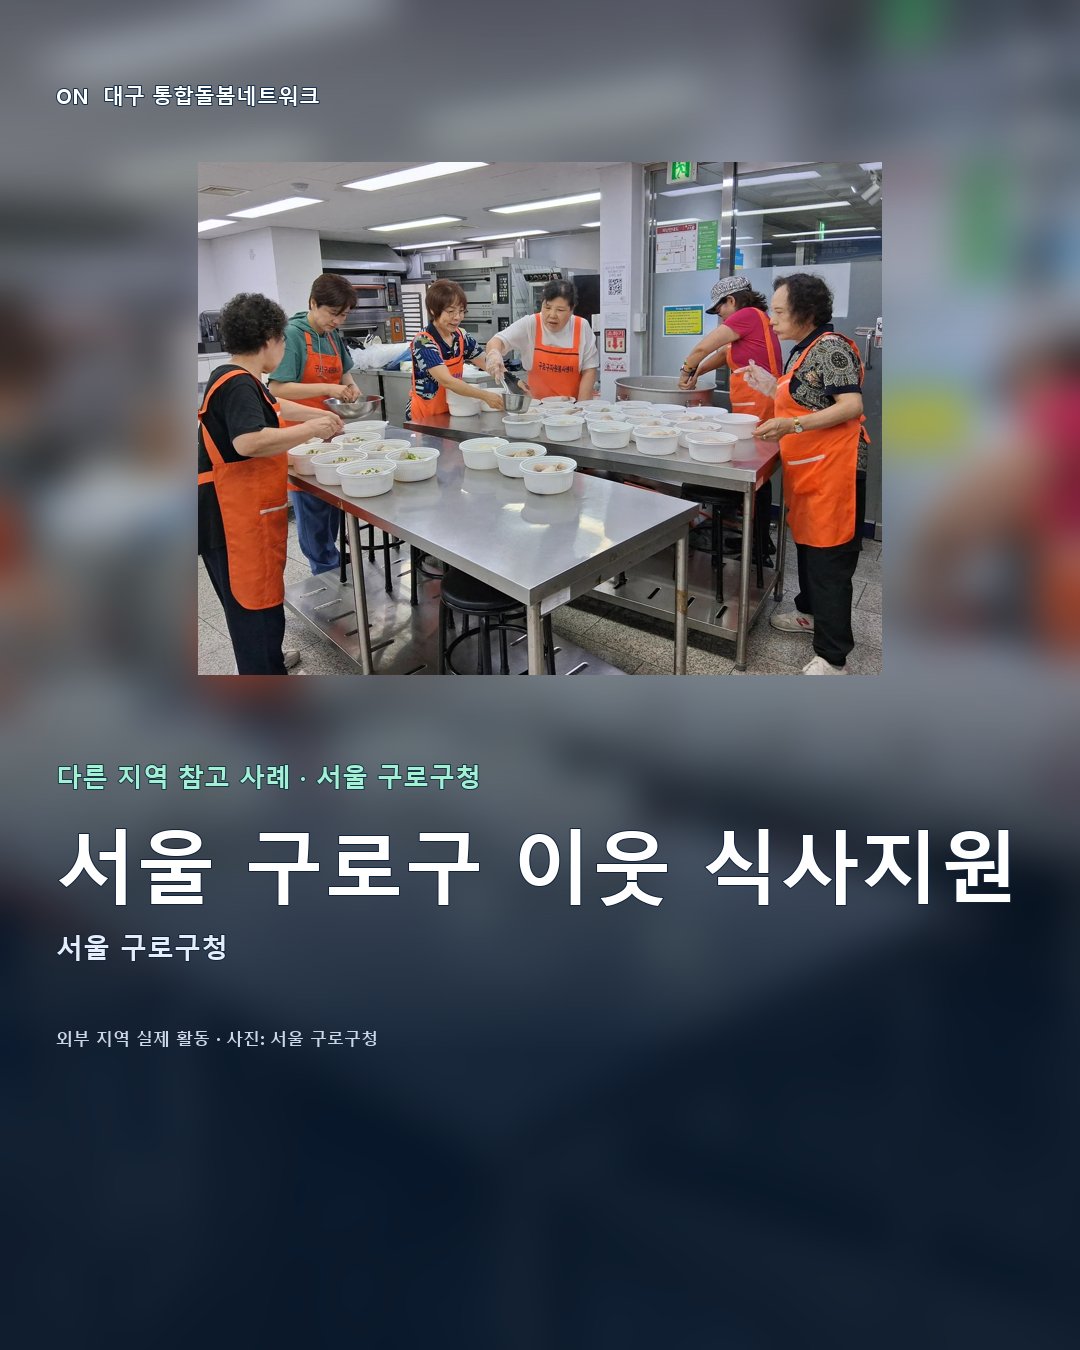 ON 대구 통합돌봄네트워크
다른 지역 참고 사례 · 서울 구로구청
서울 구로구 이웃 식사지원
서울 구로구청
외부 지역 실제 활동 · 사진: 서울 구로구청